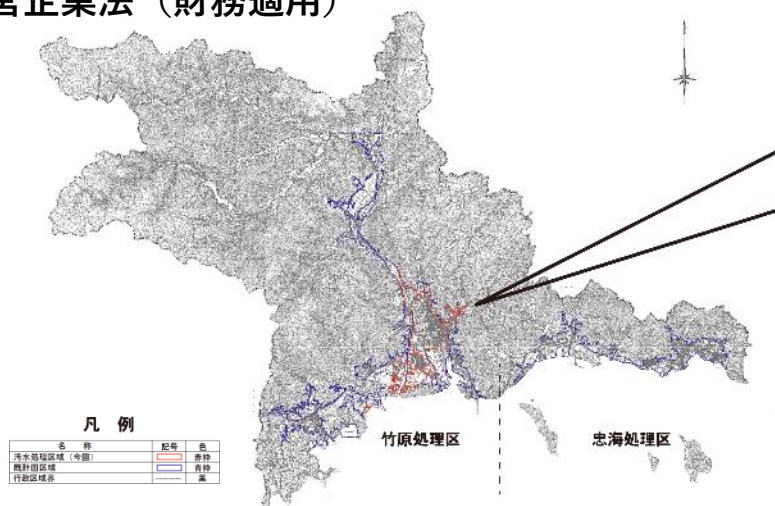 営企業法（財務適用）
竹原処理区
忠海処理区
凡 例
名 称 記号 色
汚水処理区域（今回） 赤枠
既計画区域 青枠
行政区域界 黒